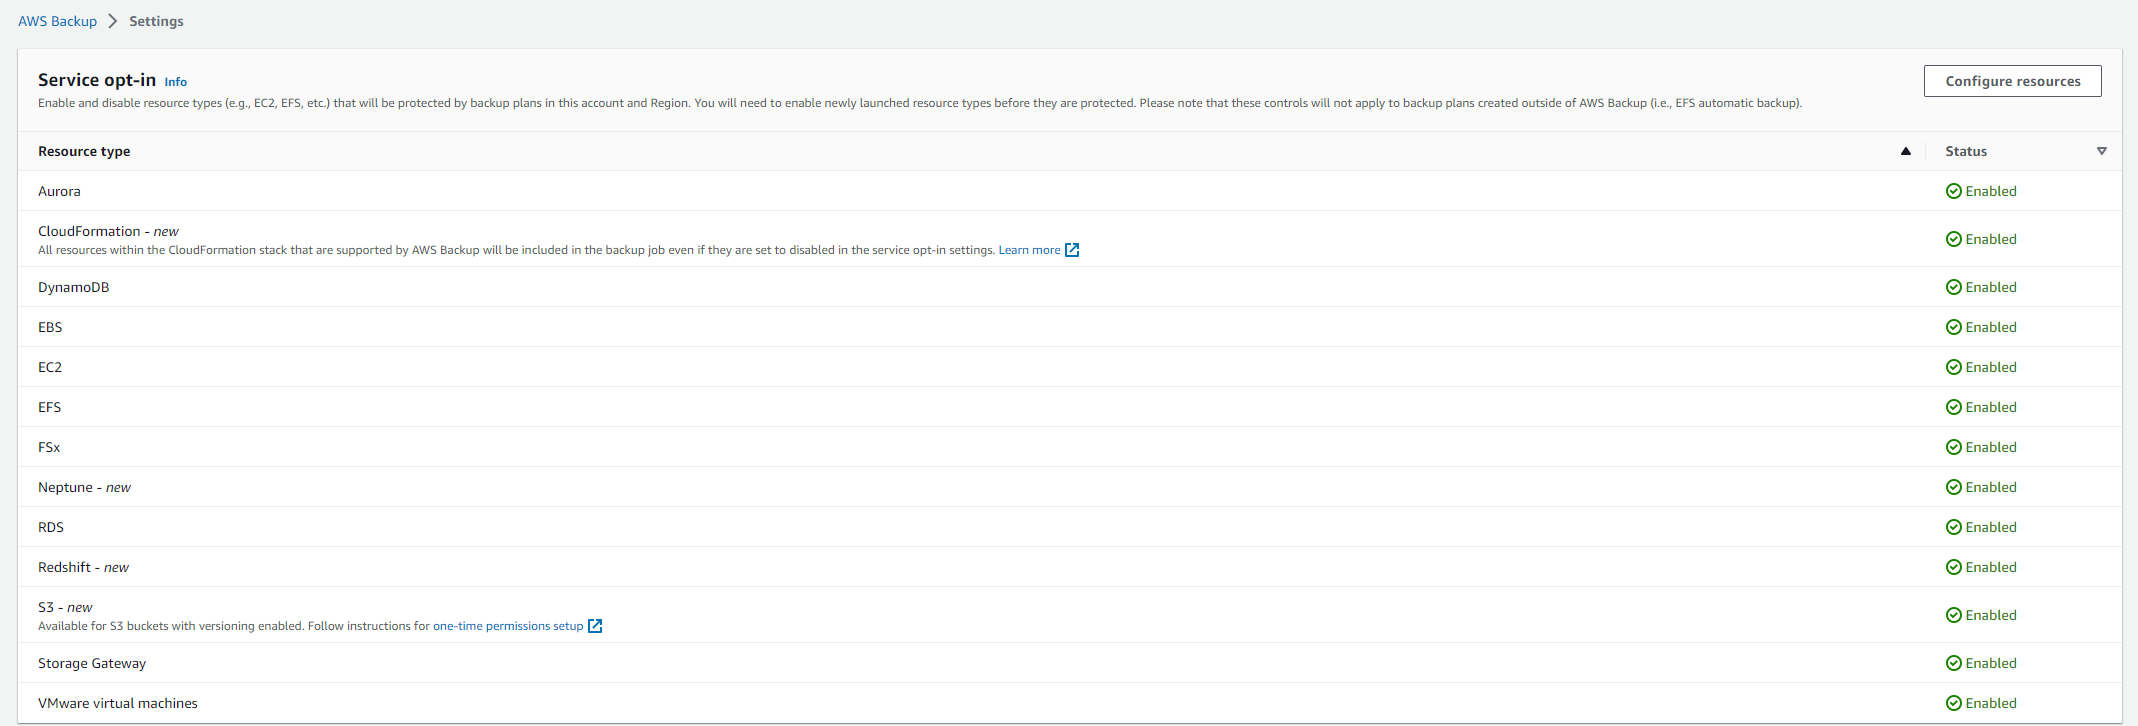 AWS Backup > Settings
Service opt-in Info
Configure resources
Enable and disable resource types (e.g., EC2, EFS, etc.) that will be protected by backup plans in this account and Region. You will need to enable newly launched resource types before they are protected. Please note that these controls will not apply to backup plans created outside of AWS Backup (i.e., EFS automatic backup).
Resource type Status
Aurora Enabled
CloudFormation - new
All resources within the CloudFormation stack that are supported by AWS Backup will be included in the backup job even if they are set to disabled in the service opt-in settings. Learn more
Enabled
DynamoDB Enabled
EBS Enabled
EC2 Enabled
EFS Enabled
FSx Enabled
Neptune - new Enabled
RDS Enabled
Redshift - new Enabled
S3 - new
Available for S3 buckets with versioning enabled. Follow instructions for one-time permissions setup
Enabled
Storage Gateway Enabled
VMware virtual machines Enabled